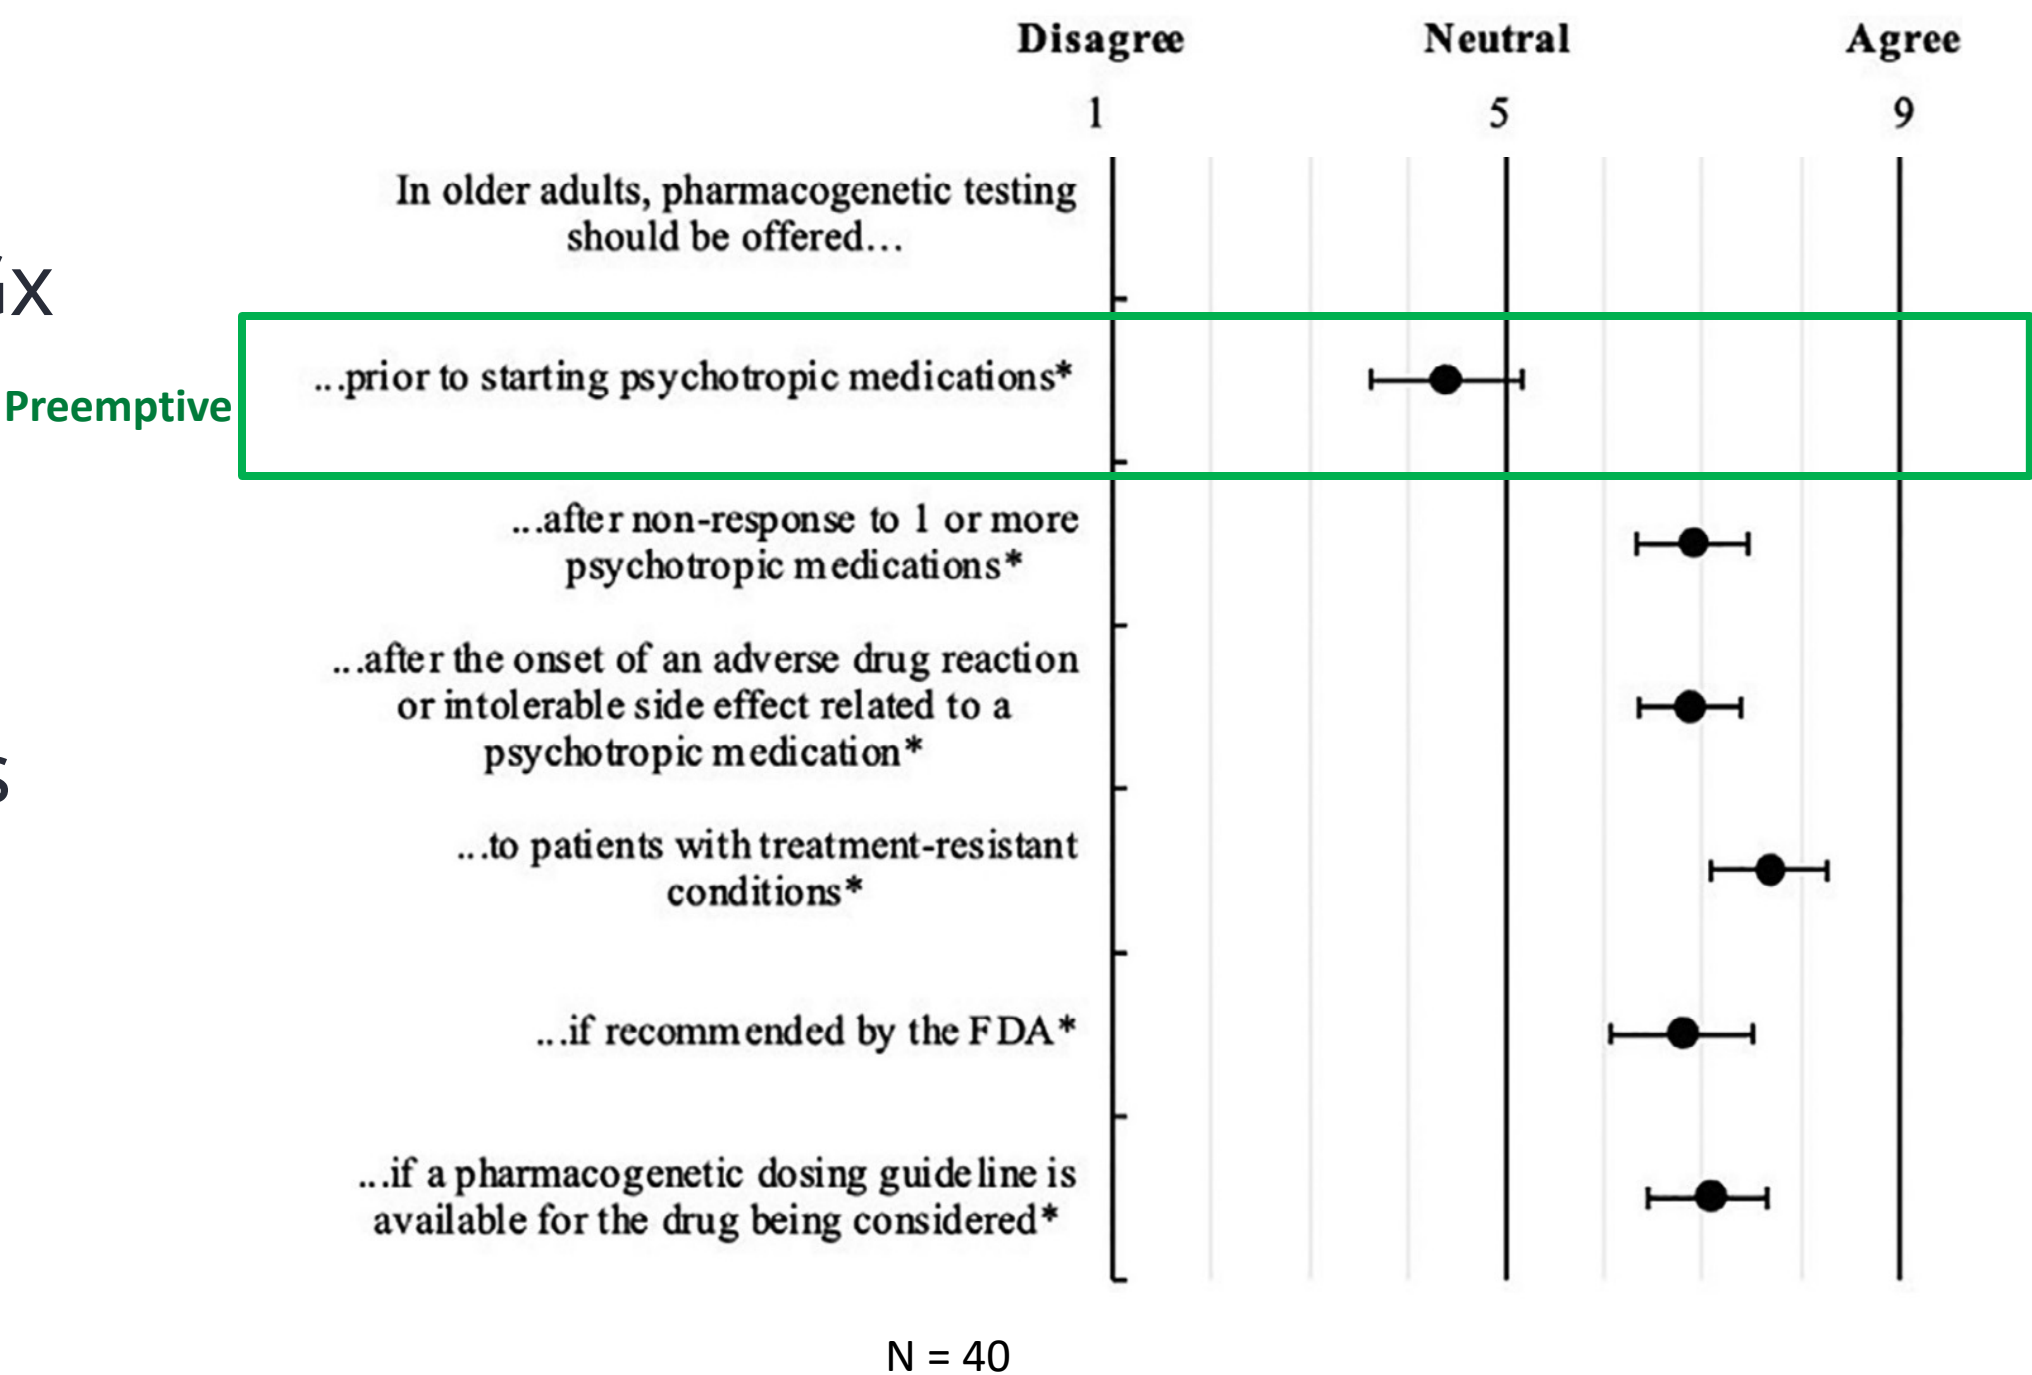 Disagree Neutral Agree
1 5 9
In older adults, pharmacogenetic testing
should be offered…
x
...prior to starting psychotropic medications*
Preemptive
...after non-response to 1 or more
psychotropic medications*
...after the onset of an adverse drug reaction
or intolerable side effect related to a
psychotropic medication*
s
...to patients with treatment-resistant
conditions*
...if recommended by the FDA*
...if a pharmacogenetic dosing guideline is
available for the drug being considered*
N = 40